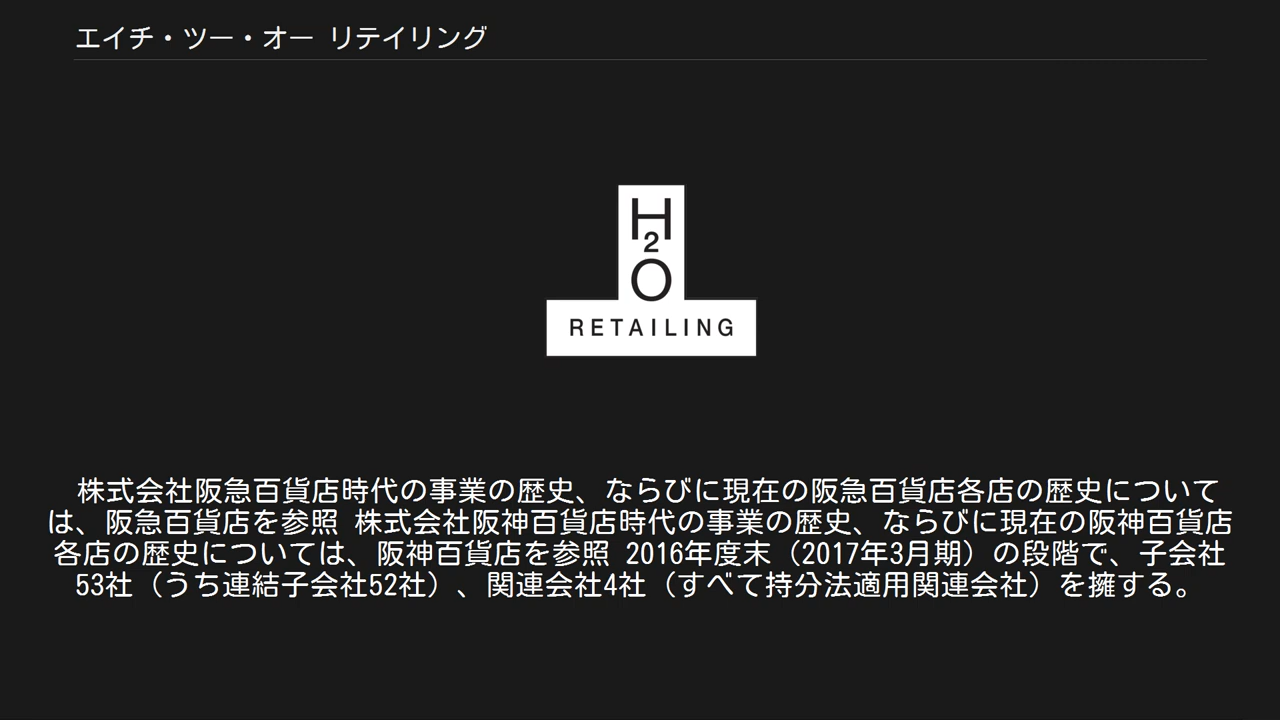 エイチ・ツー・オー リテイリング
H
2
O
RETAILING
株式会社阪急百貨店時代の事業の歴史、ならびに現在の阪急百貨店各店の歴史について
は、阪急百貨店を参照 株式会社阪神百貨店時代の事業の歴史、ならびに現在の阪神百貨店
各店の歴史については、阪神百貨店を参照 2016年度末（2017年3月期）の段階で、子会社
53社（うち連結子会社52社）、関連会社4社（すべて持分法適用関連会社）を擁する。